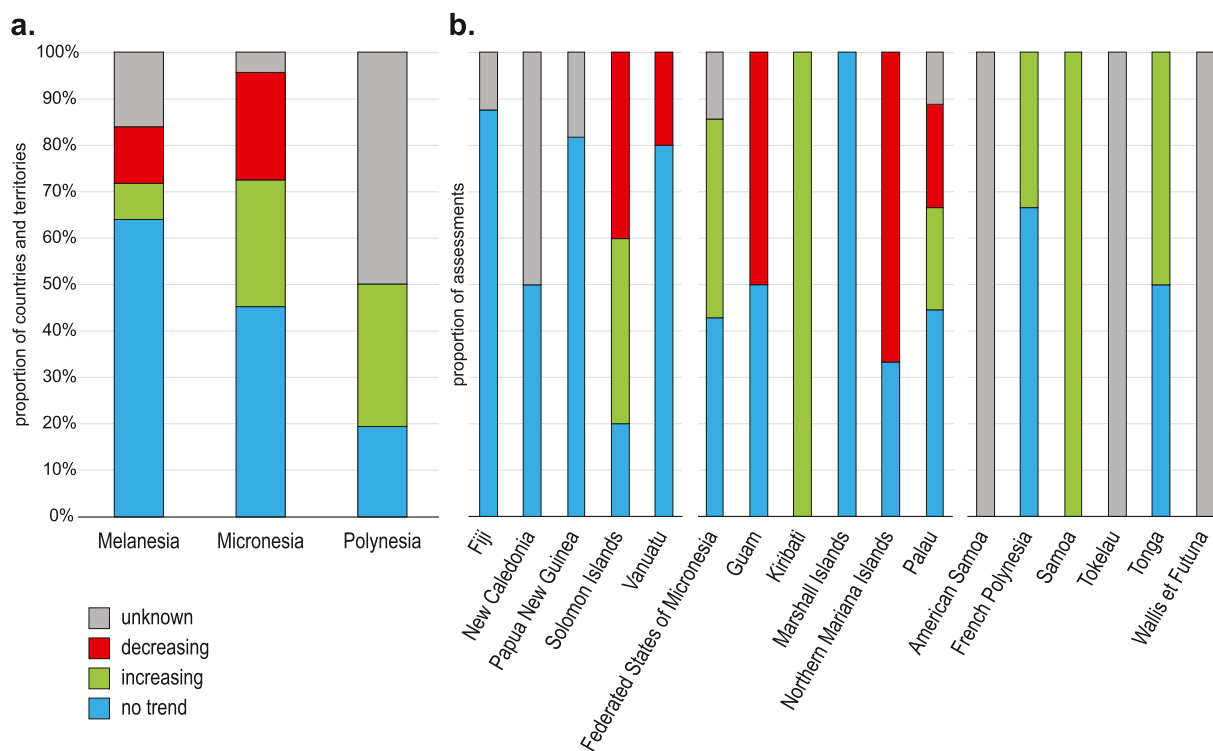 a.
proportion of countries and territories
100%
90%
80%
70%
60%
50%
40%
30%
20%
10%
0%
Melanesia
Micronesia
Polynesia
unknown
decreasing
increasing
no trend
b.
proportion of assessments
Fiji
New Caledonia
Papua New Guinea
Solomon Islands
Vanuatu
Federated States of Micronesia
Guam
Kiribati
Marshall Islands
Northern Mariana Islands
Palau
American Samoa
French Polynesia
Samoa
Tokelau
Tonga
Wallis et Futuna